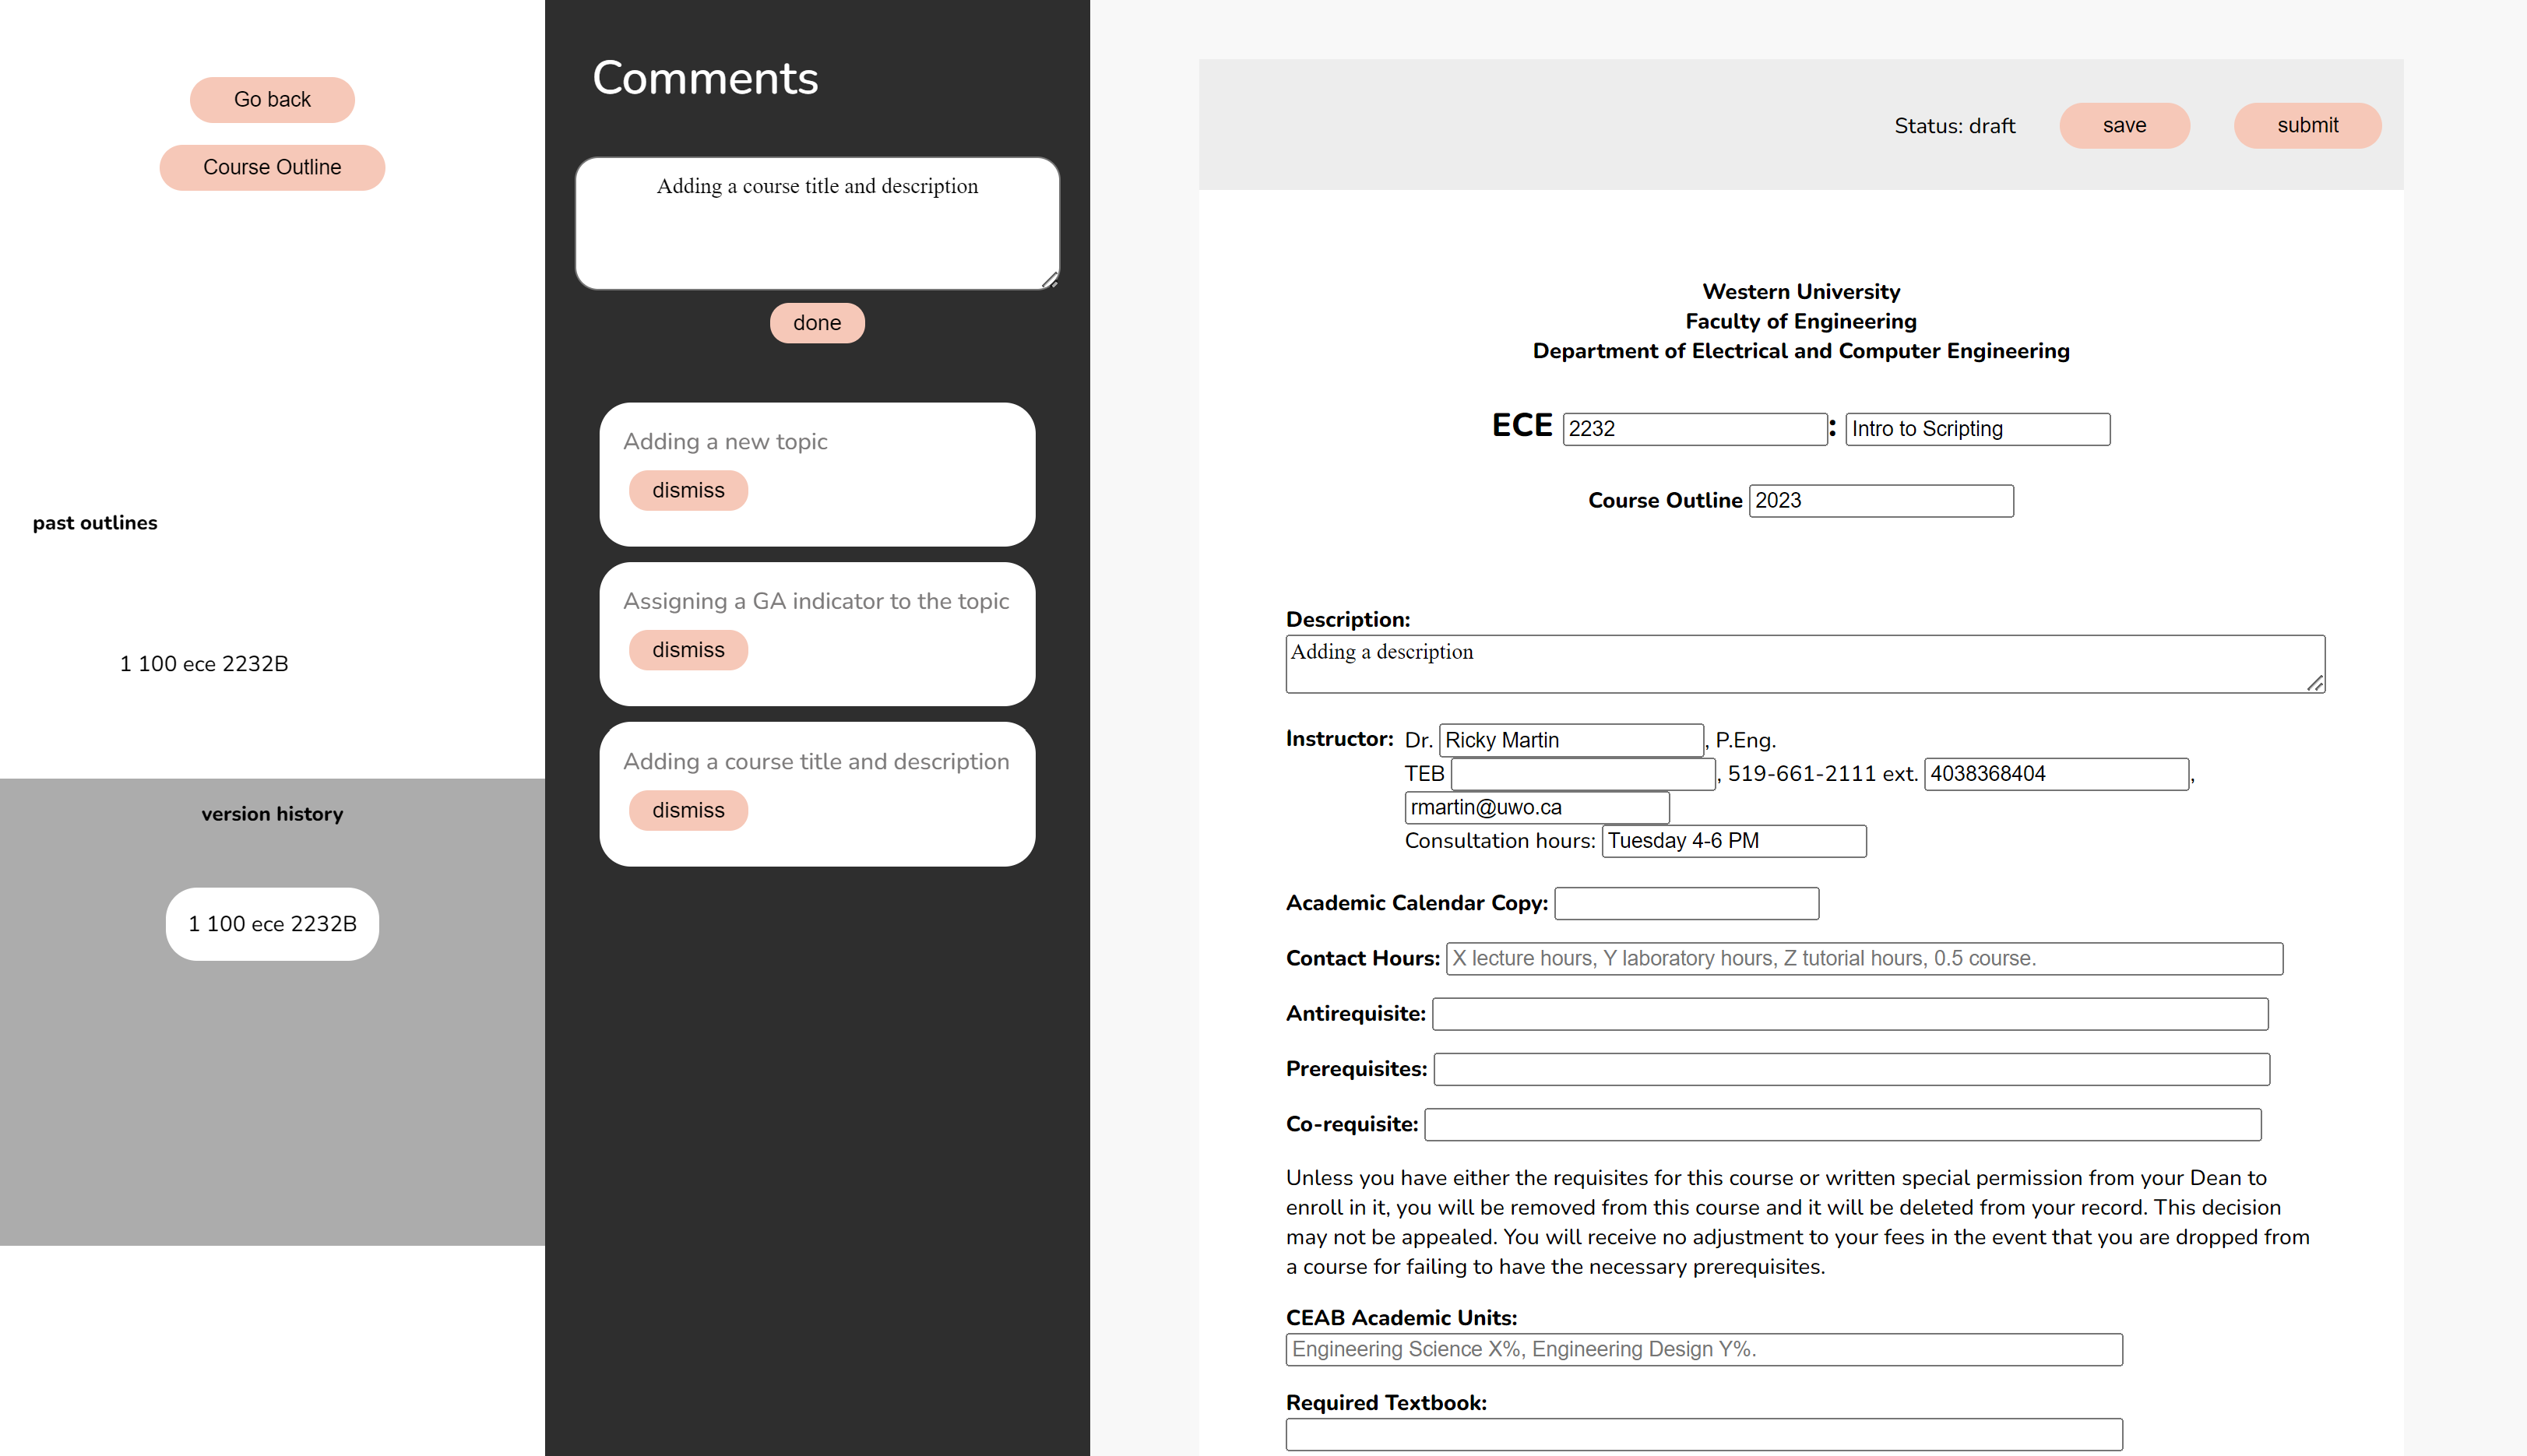 Go back
Course Outline
past outlines
1 100 ece 2232B
version history
1 100 ece 2232B
Comments
Adding a course title and description
done
Adding a new topic
dismiss
Assigning a GA indicator to the topic
dismiss
Adding a course title and description
dismiss
Status: draft save submit
Western University
Faculty of Engineering
Department of Electrical and Computer Engineering
ECE 2232 : Intro to Scripting
Course Outline 2023
Description:
Adding a description
Instructor: Dr. Ricky Martin , P.Eng.
TEB , 519-661-2111 ext. 4038368404 ,
rmartin@uwo.ca
Consultation hours: Tuesday 4-6 PM
Academic Calendar Copy:
Contact Hours: X lecture hours, Y laboratory hours, Z tutorial hours, 0.5 course.
Antirequisite:
Prerequisites:
Co-requisite:
Unless you have either the requisites for this course or written special permission from your Dean to
enroll in it, you will be removed from this course and it will be deleted from your record. This decision
may not be appealed. You will receive no adjustment to your fees in the event that you are dropped from
a course for failing to have the necessary prerequisites.
CEAB Academic Units:
Engineering Science X%, Engineering Design Y%.
Required Textbook: